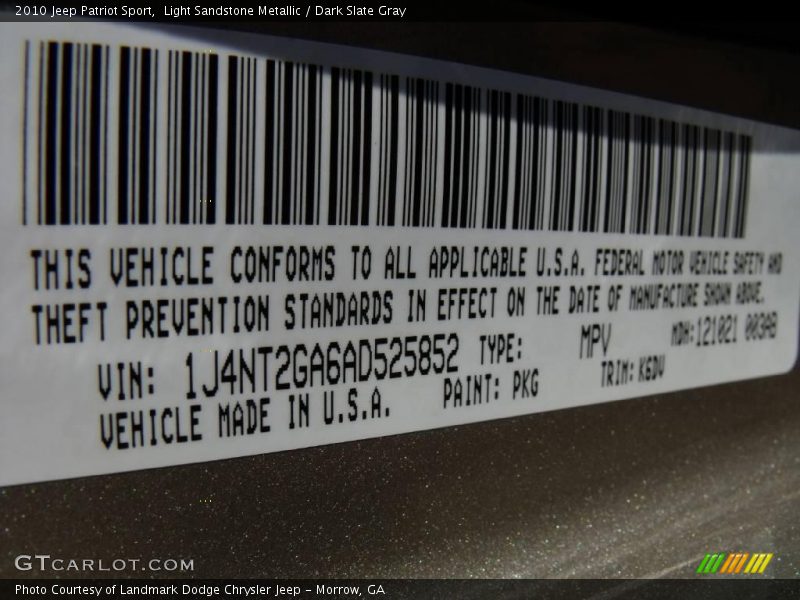 2010 Jeep Patriot Sport,  Light Sandstone Metallic / Dark Slate Gray
THIS VEHICLE CONFORMS TO ALL APPLICABLE U.S.A. FEDERAL MOTOR VEHICLE SAFETY AND
THEFT PREVENTION STANDARDS IN EFFECT ON THE DATE OF MANUFACTURE SHOWN ABOVE.
VIN: 1J4NT2GA6AD525852 TYPE: MPV MDH:121021 003AB
VEHICLE MADE IN U.S.A. PAINT: PKG TRIM:K6DV
GTCARLOT.COM
Photo Courtesy of Landmark Dodge Chrysler Jeep – Morrow, GA